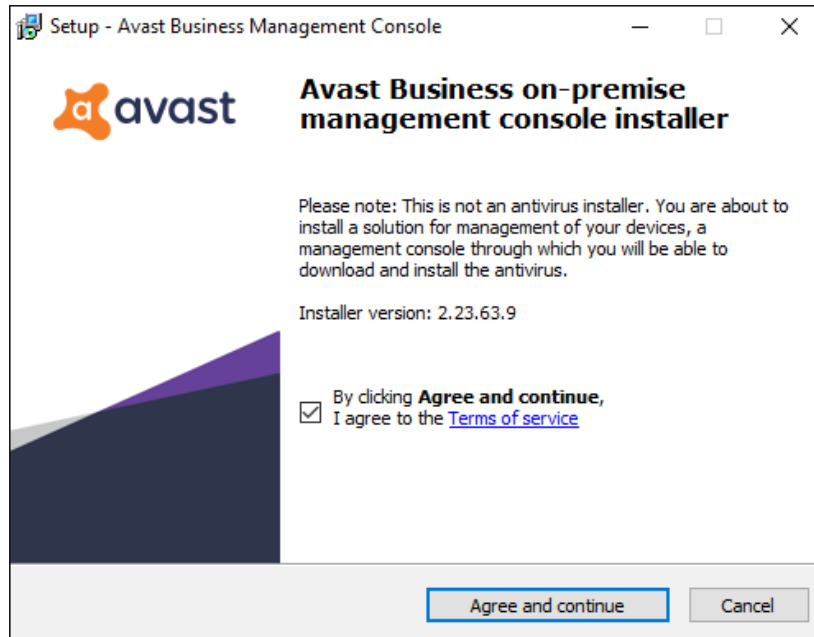 Setup - Avast Business Management Console
avast
Avast Business on-premise
management console installer
Please note: This is not an antivirus installer. You are about to
install a solution for management of your devices, a
management console through which you will be able to
download and install the antivirus.
Installer version: 2.23.63.9
By clicking Agree and continue,
I agree to the Terms of service
Agree and continue
Cancel